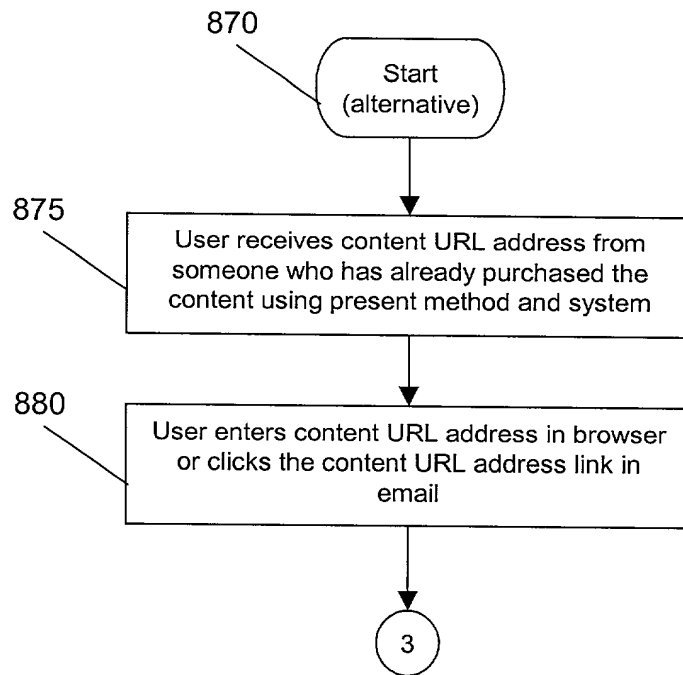 870
Start
(alternative)
875
User receives content URL address from
someone who has already purchased the
content using present method and system
880
User enters content URL address in browser
or clicks the content URL address link in
email
3